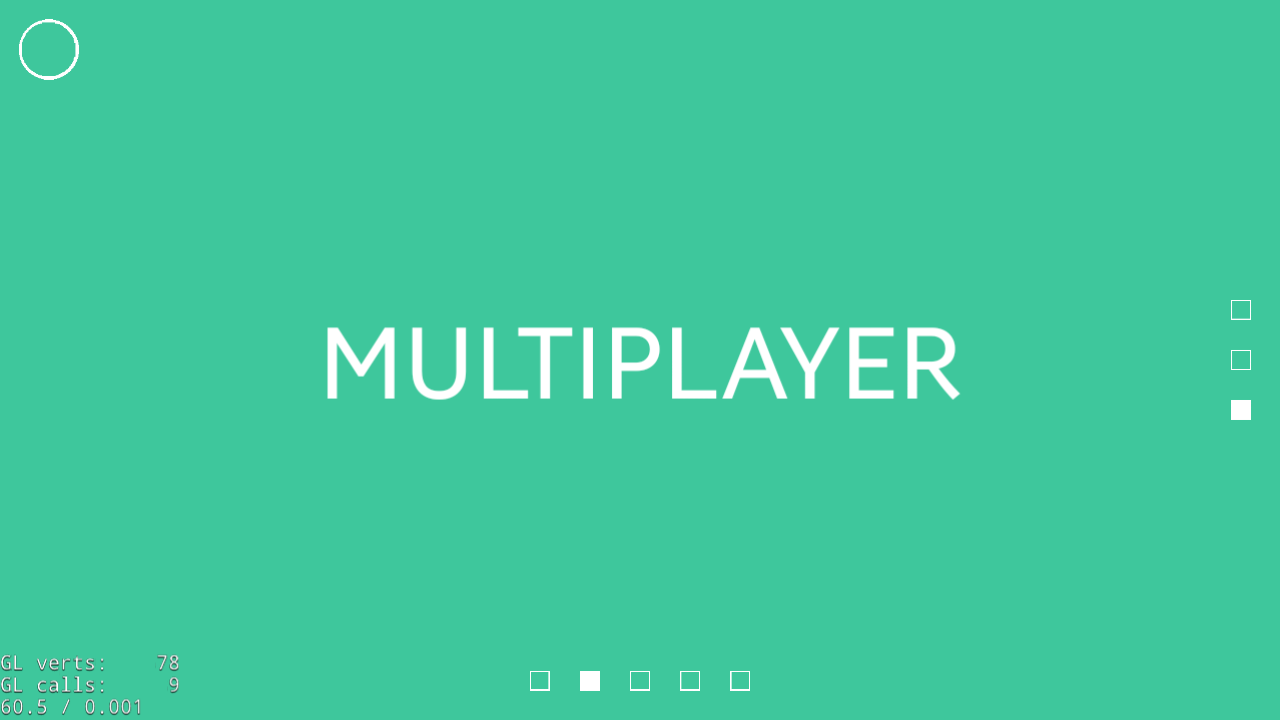 MULTIPLAYER
GL verts: 78
GL calls: 9
60.5 / 0.001